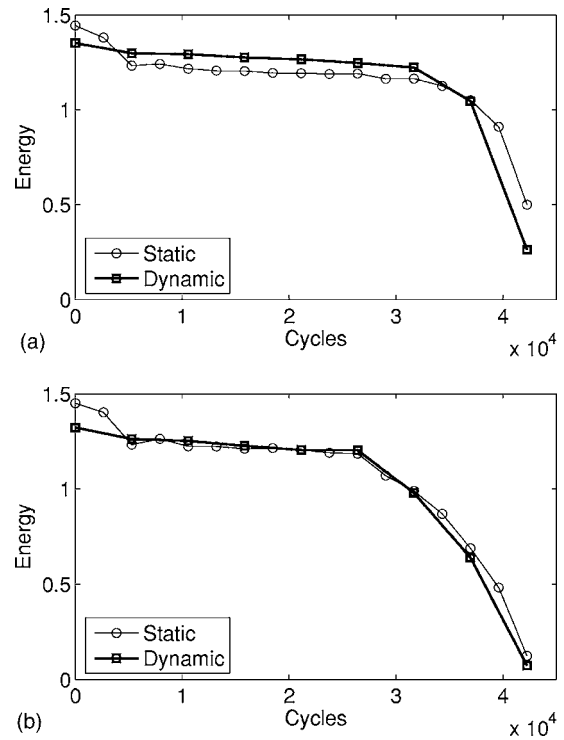 1.5
1
0.5
0
Energy
Static
Dynamic
0 1 2 3 4
Cycles
x 10^4
(a)
1.5
1
0.5
0
Energy
Static
Dynamic
0 1 2 3 4
Cycles
x 10^4
(b)